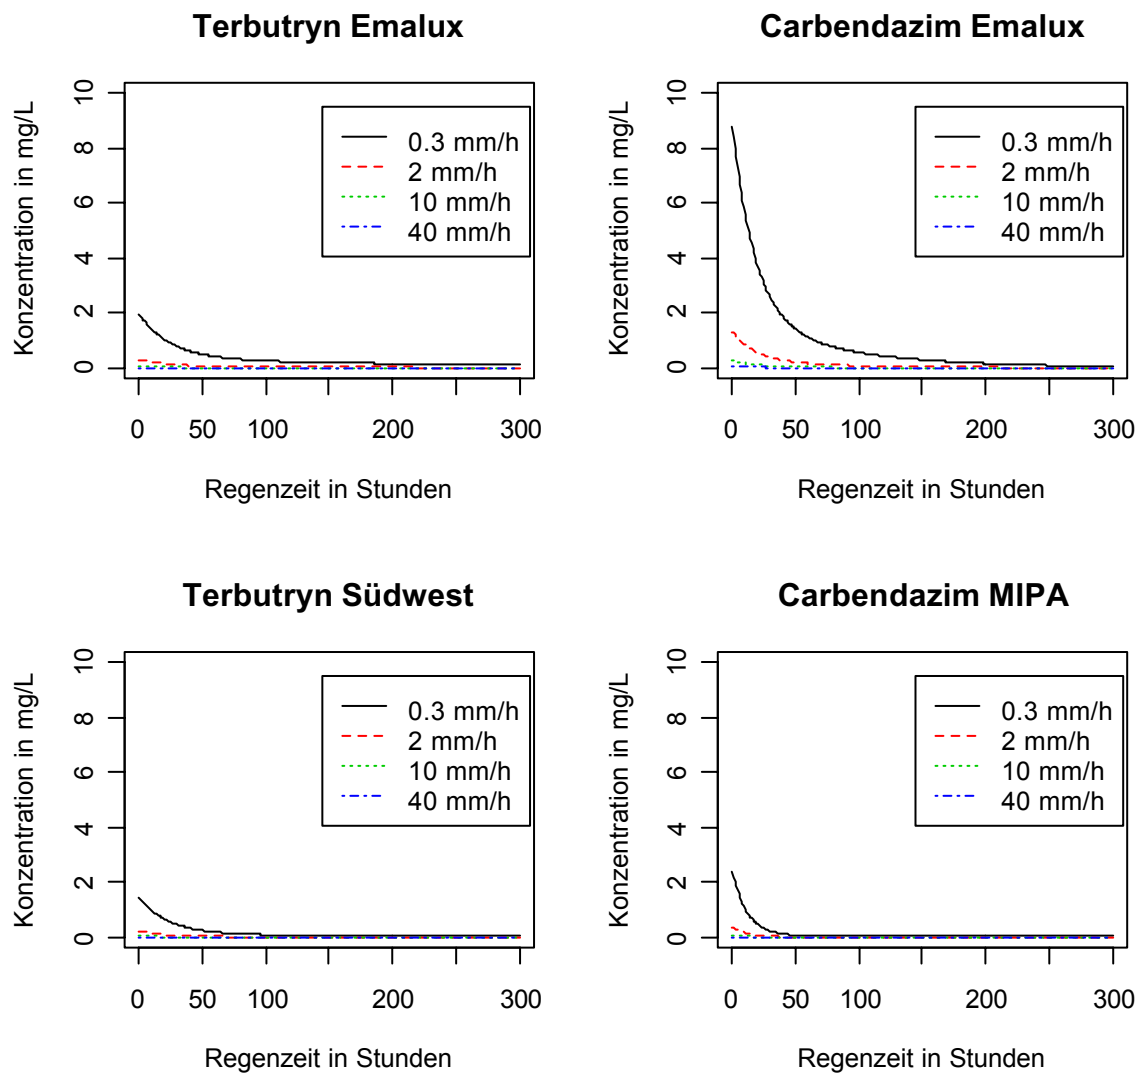 Terbutryn Emalux
Konzentration in mg/L
10
8
6
4
2
0
0.3 mm/h
2 mm/h
10 mm/h
40 mm/h
0 50 100 200 300
Regenzeit in Stunden
Carbendazim Emalux
Konzentration in mg/L
10
8
6
4
2
0
0.3 mm/h
2 mm/h
10 mm/h
40 mm/h
0 50 100 200 300
Regenzeit in Stunden
Terbutryn Südwest
Konzentration in mg/L
10
8
6
4
2
0
0.3 mm/h
2 mm/h
10 mm/h
40 mm/h
0 50 100 200 300
Regenzeit in Stunden
Carbendazim MIPA
Konzentration in mg/L
10
8
6
4
2
0
0.3 mm/h
2 mm/h
10 mm/h
40 mm/h
0 50 100 200 300
Regenzeit in Stunden